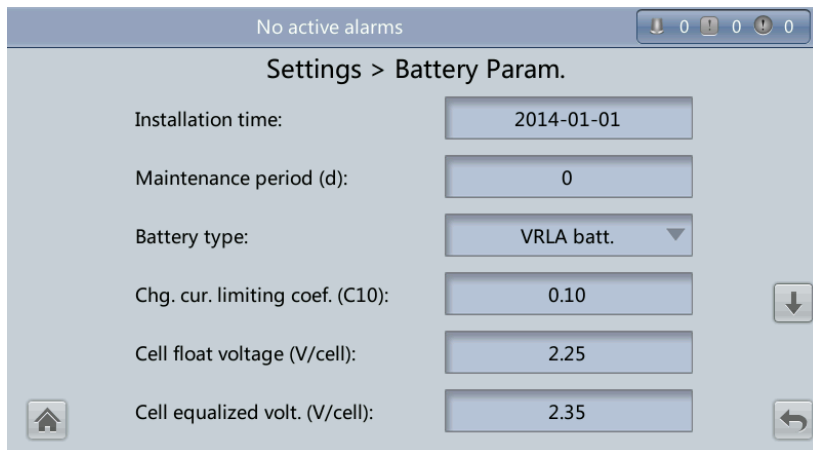 No active alarms
0 0 0
Settings > Battery Param.
Installation time: 2014-01-01
Maintenance period (d): 0
Battery type: VRLA batt.
Chg. cur. limiting coef. (C10): 0.10
Cell float voltage (V/cell): 2.25
Cell equalized volt. (V/cell): 2.35